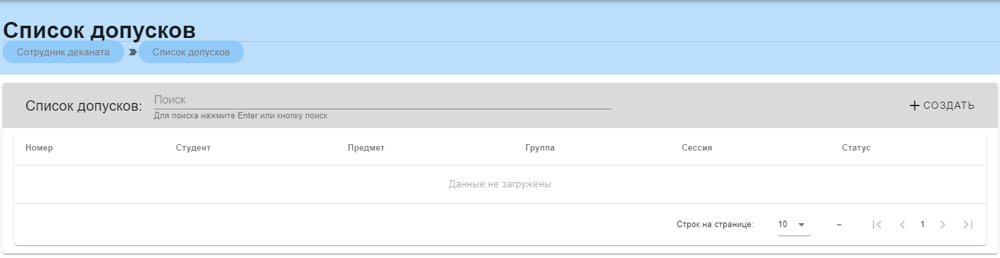 Список допусков
Сотрудник деканата
Список допусков
Список допусков:
Поиск
Для поиска нажмите Enter или кнопку поиск
СОЗДАТЬ
Номер Студент Предмет Группа Сессия Статус
Данные не загружены
Строк на странице: 10 – 1